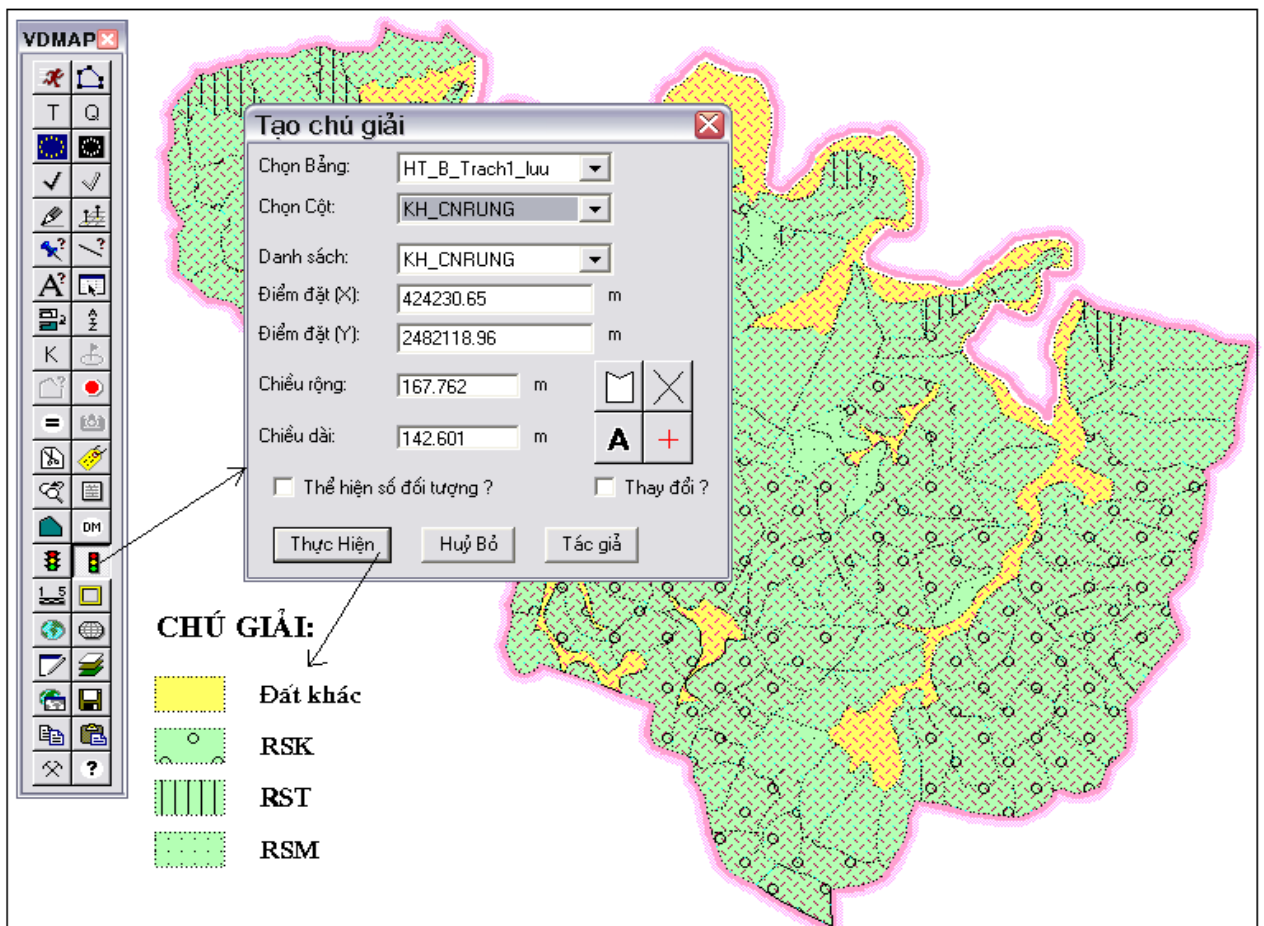 VDMAP
T Q
A?
A Z
K
=
DM
1 5
?
Tạo chú giải
Chọn Bảng: HT_B_Trach1_luu
Chọn Cột: KH_CNRUNG
Danh sách: KH_CNRUNG
Điểm đặt (X): 424230.65 m
Điểm đặt (Y): 2482118.96 m
Chiều rộng: 167.762 m
Chiều dài: 142.601 m
A +
Thể hiện số đối tượng ? Thay đổi ?
Thực Hiện Huỷ Bỏ Tác giả
CHÚ GIẢI:
Đất khác
RSK
RST
RSM